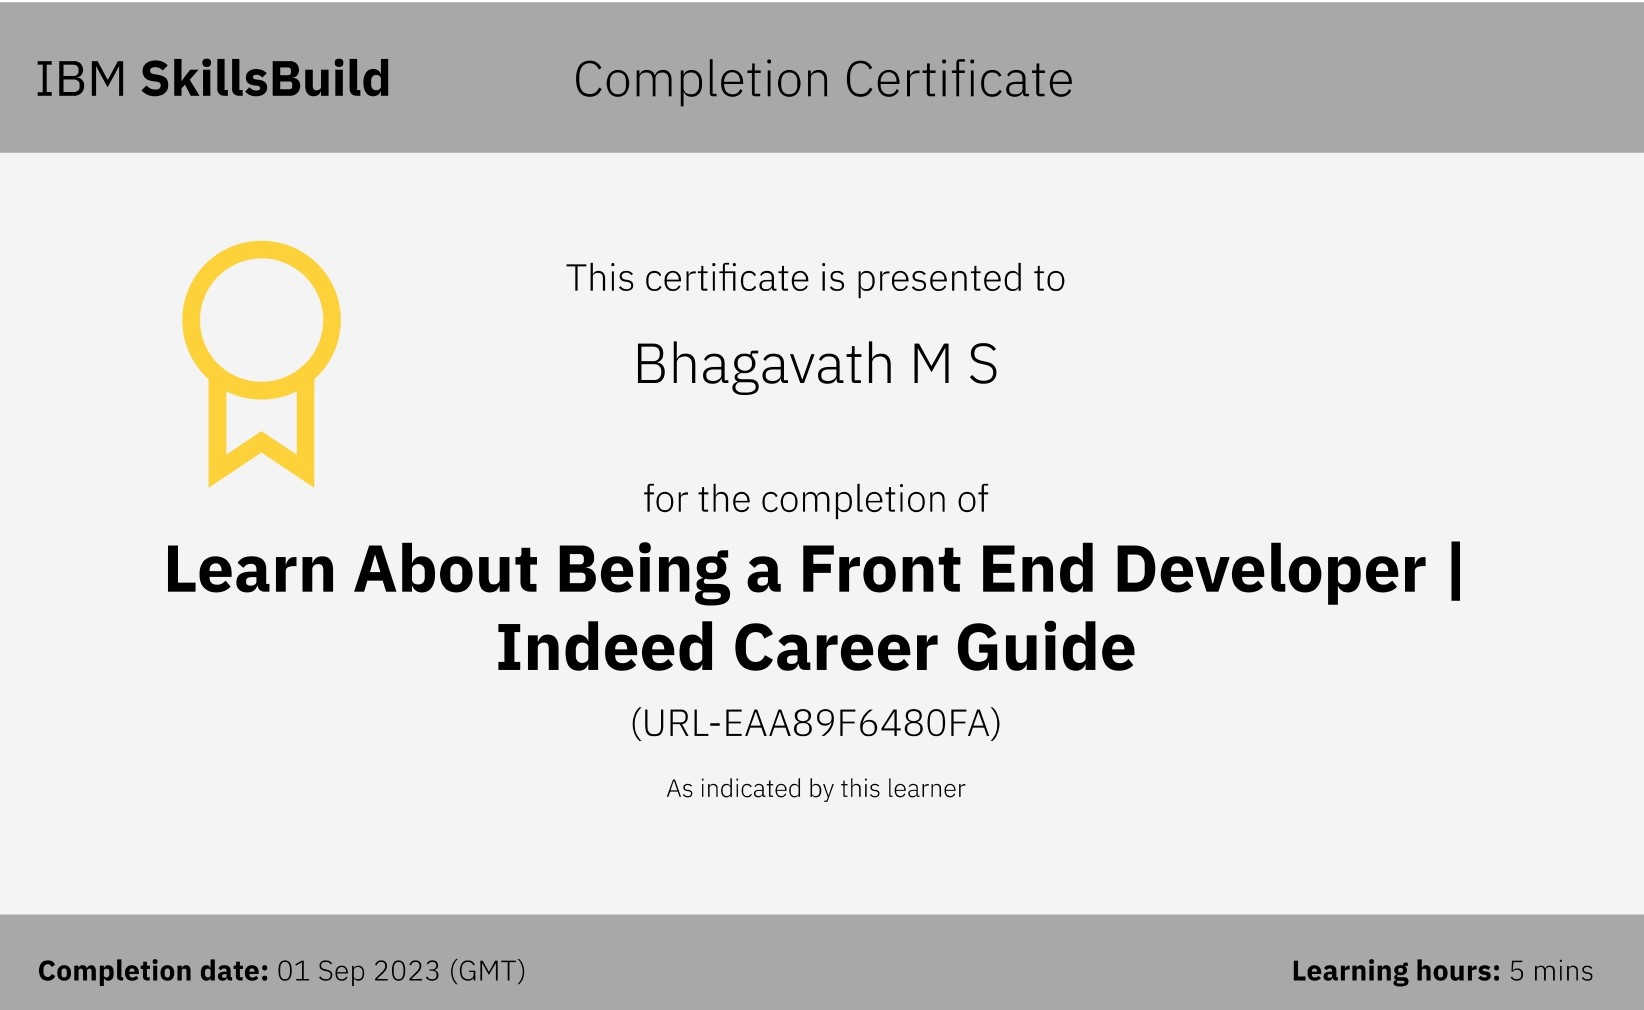 IBM SkillsBuild
Completion Certificate
This certificate is presented to
Bhagavath M S
for the completion of
Learn About Being a Front End Developer |
Indeed Career Guide
(URL-EAA89F6480FA)
As indicated by this learner
Completion date: 01 Sep 2023 (GMT)
Learning hours: 5 mins